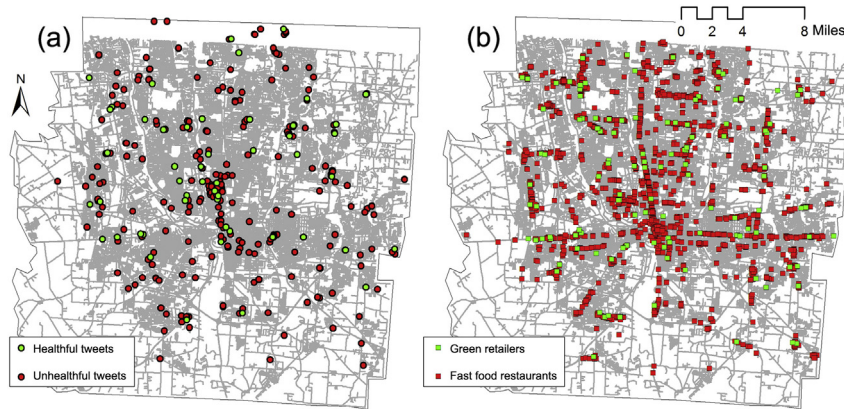 (a)
N
Healthful tweets
Unhealthful tweets
(b)
0 2 4 8 Miles
Green retailers
Fast food restaurants